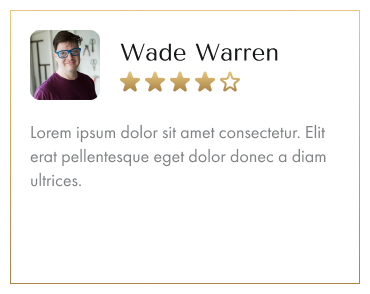 Wade Warren
Lorem ipsum dolor sit amet consectetur. Elit
erat pellentesque eget dolor donec a diam
ultrices.